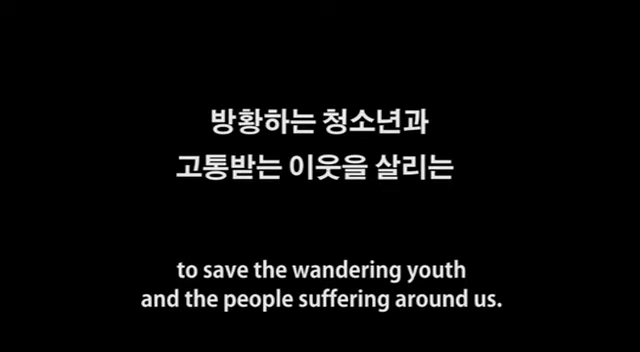 방황하는 청소년과
고통받는 이웃을 살리는
to save the wandering youth
and the people suffering around us.